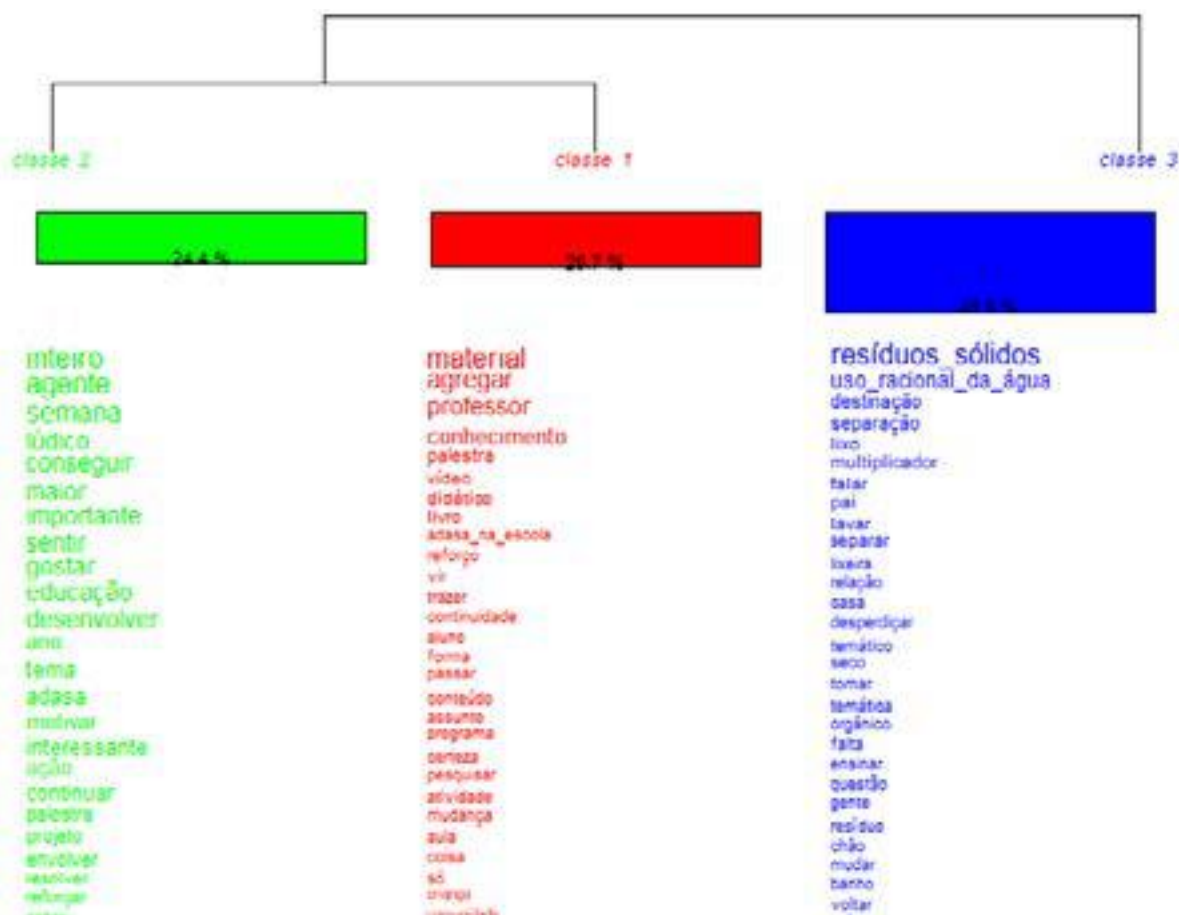 classe 2
classe 1
classe 3
24.4 %
resíduos_sólidos
uso_racional_da_água
destinação
separação
lixo
multiplicador
falar
pai
lavar
separar
lixeira
relação
casa
desperdiçar
temático
seco
tomar
temática
orgânico
falta
ensinar
questão
gente
resíduo
chão
mudar
banho
voltar
material
agregar
professor
conhecimento
palestra
vídeo
didático
livro
adasa_na_escola
reforço
vir
trazer
continuidade
aluno
forma
passar
conteúdo
assunto
programa
certeza
pesquisar
atividade
mudança
aula
coisa
só
criança
inteiro
agente
semana
lúdico
conseguir
maior
importante
sentir
gostar
educação
desenvolver
ano
tema
adasa
motivar
interessante
ação
continuar
palestra
projeto
envolver
resolver
reforçar